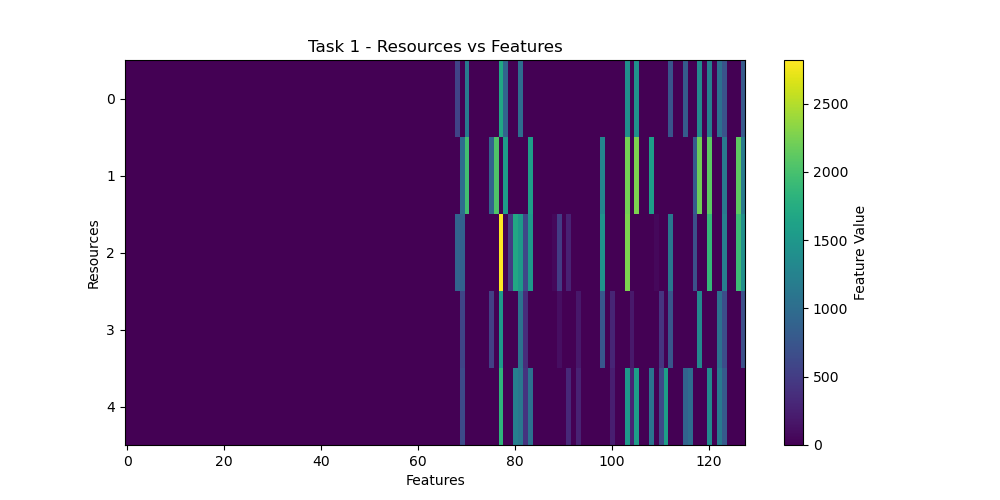 Task 1 - Resources vs Features
Resources
0
1
2
3
4
0 20 40 60 80 100 120
Features
2500
2000
1500
1000
500
0
Feature Value